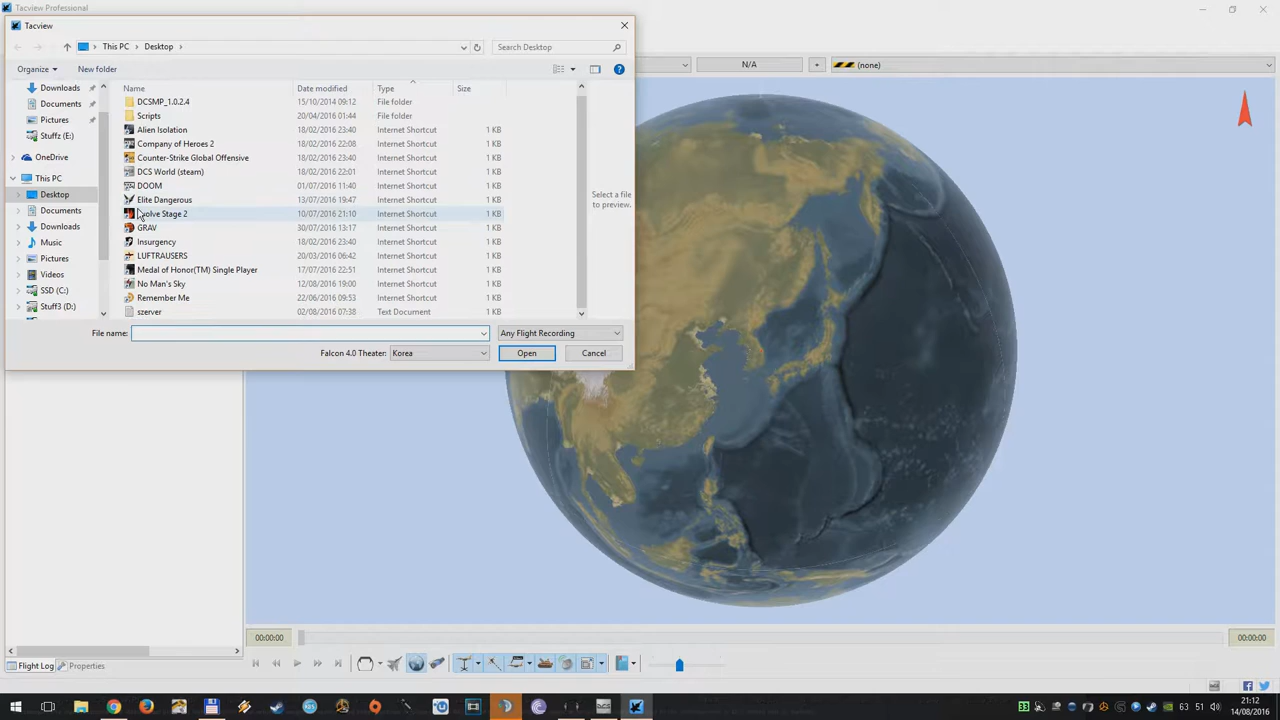 Tacview Professional
Tacview
This PC
Desktop
Search Desktop
Organize
New folder
N/A
+
(none)
Name
Date modified
Type
Size
Downloads
Documents
Pictures
Stuffz (E:)
OneDrive
This PC
Desktop
Documents
Downloads
Music
Pictures
Videos
SSD (C:)
Stuff3 (D:)
DCSMP_1.0.2.4 15/10/2014 09:12 File folder
Scripts 20/04/2016 01:44 File folder
Alien Isolation 18/02/2016 23:40 Internet Shortcut 1 KB
Company of Heroes 2 18/02/2016 22:08 Internet Shortcut 1 KB
Counter-Strike Global Offensive 18/02/2016 23:40 Internet Shortcut 1 KB
DCS World (steam) 18/02/2016 22:01 Internet Shortcut 1 KB
DOOM 01/07/2016 11:40 Internet Shortcut 1 KB
Elite Dangerous 13/07/2016 19:47 Internet Shortcut 1 KB
volve Stage 2 10/07/2016 21:10 Internet Shortcut 1 KB
GRAV 30/07/2016 13:17 Internet Shortcut 1 KB
Insurgency 18/02/2016 23:40 Internet Shortcut 1 KB
LUFTRAUSERS 20/03/2016 06:42 Internet Shortcut 1 KB
Medal of Honor(TM) Single Player 17/07/2016 22:51 Internet Shortcut 1 KB
No Man's Sky 12/08/2016 19:00 Internet Shortcut 1 KB
Remember Me 22/06/2016 09:53 Internet Shortcut 1 KB
szerver 02/08/2016 07:38 Text Document 1 KB
Select a file
to preview.
File name:
Any Flight Recording
Falcon 4.0 Theater:
Korea
Open
Cancel
00:00:00
00:00:00
Flight Log
Properties
63
51
21:12
14/08/2016